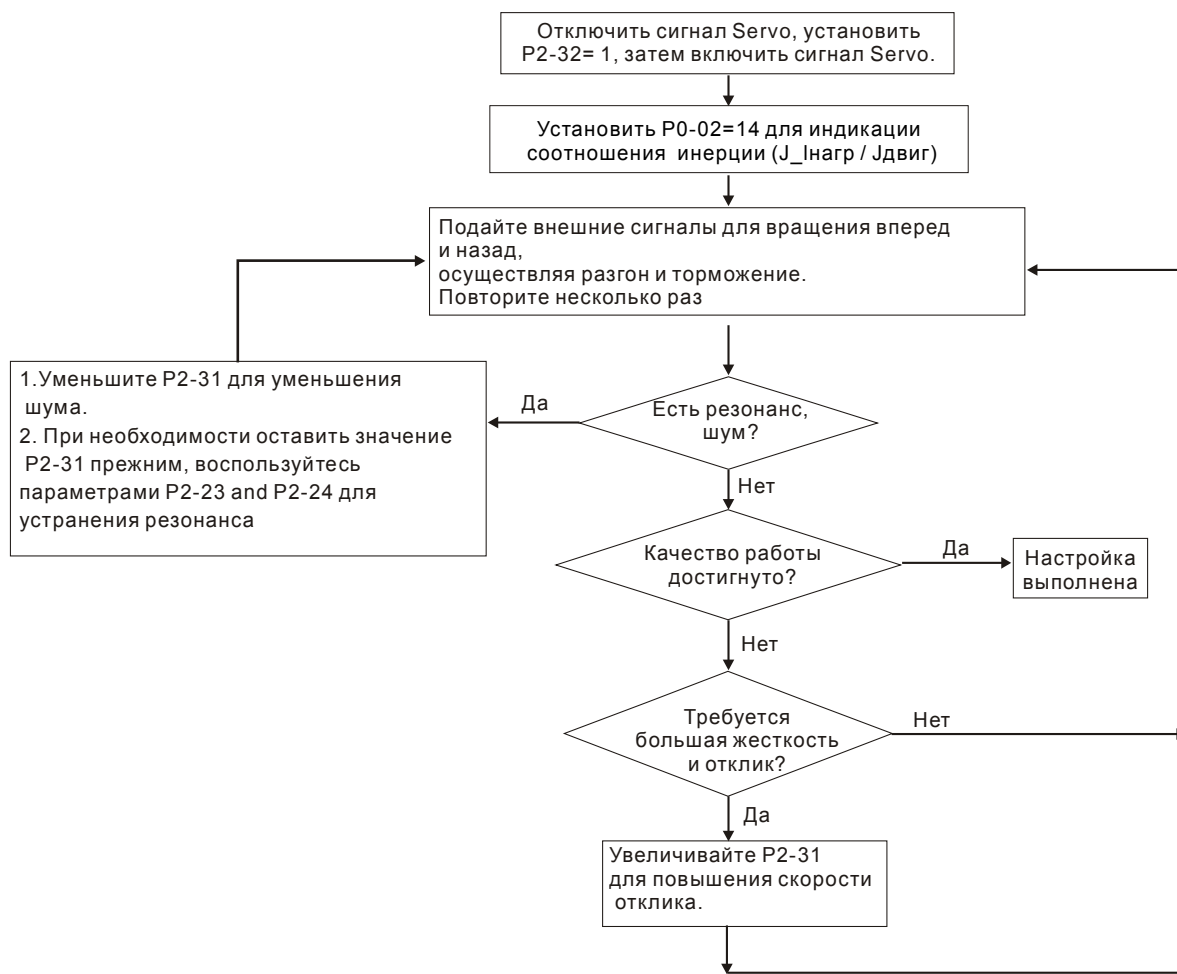 Отключить сигнал Servo, установить
P2-32= 1, затем включить сигнал Servo.
Установить P0-02=14 для индикации
соотношения инерции (J_Iнагр / Jдвиг)
Подайте внешние сигналы для вращения вперед
и назад,
осуществляя разгон и торможение.
Повторите несколько раз
1.Уменьшите P2-31 для уменьшения
шума.
2. При необходимости оставить значение
P2-31 прежним, воспользуйтесь
параметрами P2-23 and P2-24 для
устранения резонанса
Да
Есть резонанс,
шум?
Нет
Качество работы
достигнуто?
Да
Настройка
выполнена
Нет
Требуется
большая жесткость
и отклик?
Нет
Да
Увеличивайте P2-31
для повышения скорости
отклика.